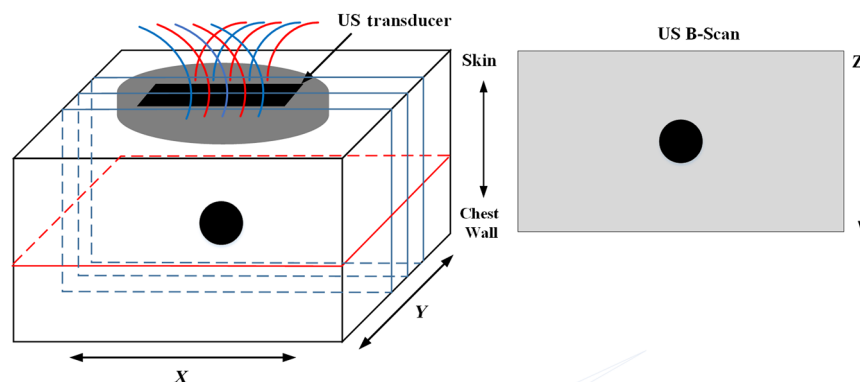 US transducer
Skin
Chest
Wall
X
Y
US B-Scan
Z